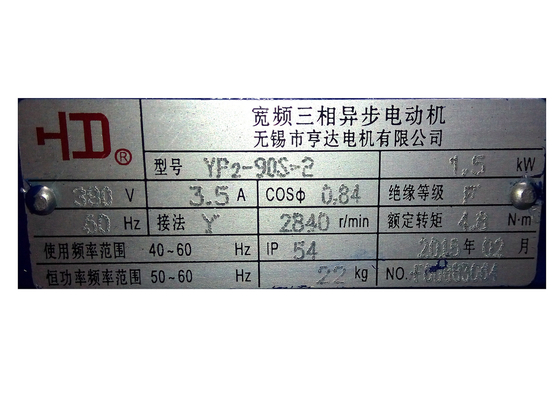 宽频三相异步电动机
无锡市亨达电机有限公司
HD®
型号 YP2-90S-2 1.5 kW
380 V 3.5 A COSΦ 0.84 绝缘等级 F
50 Hz 接法 Y 2840 r/min 额定转矩 4.8 N·m
使用频率范围 40~60 Hz IP 54 2015 年 02 月
恒功率频率范围 50~60 Hz 22 kg NO.